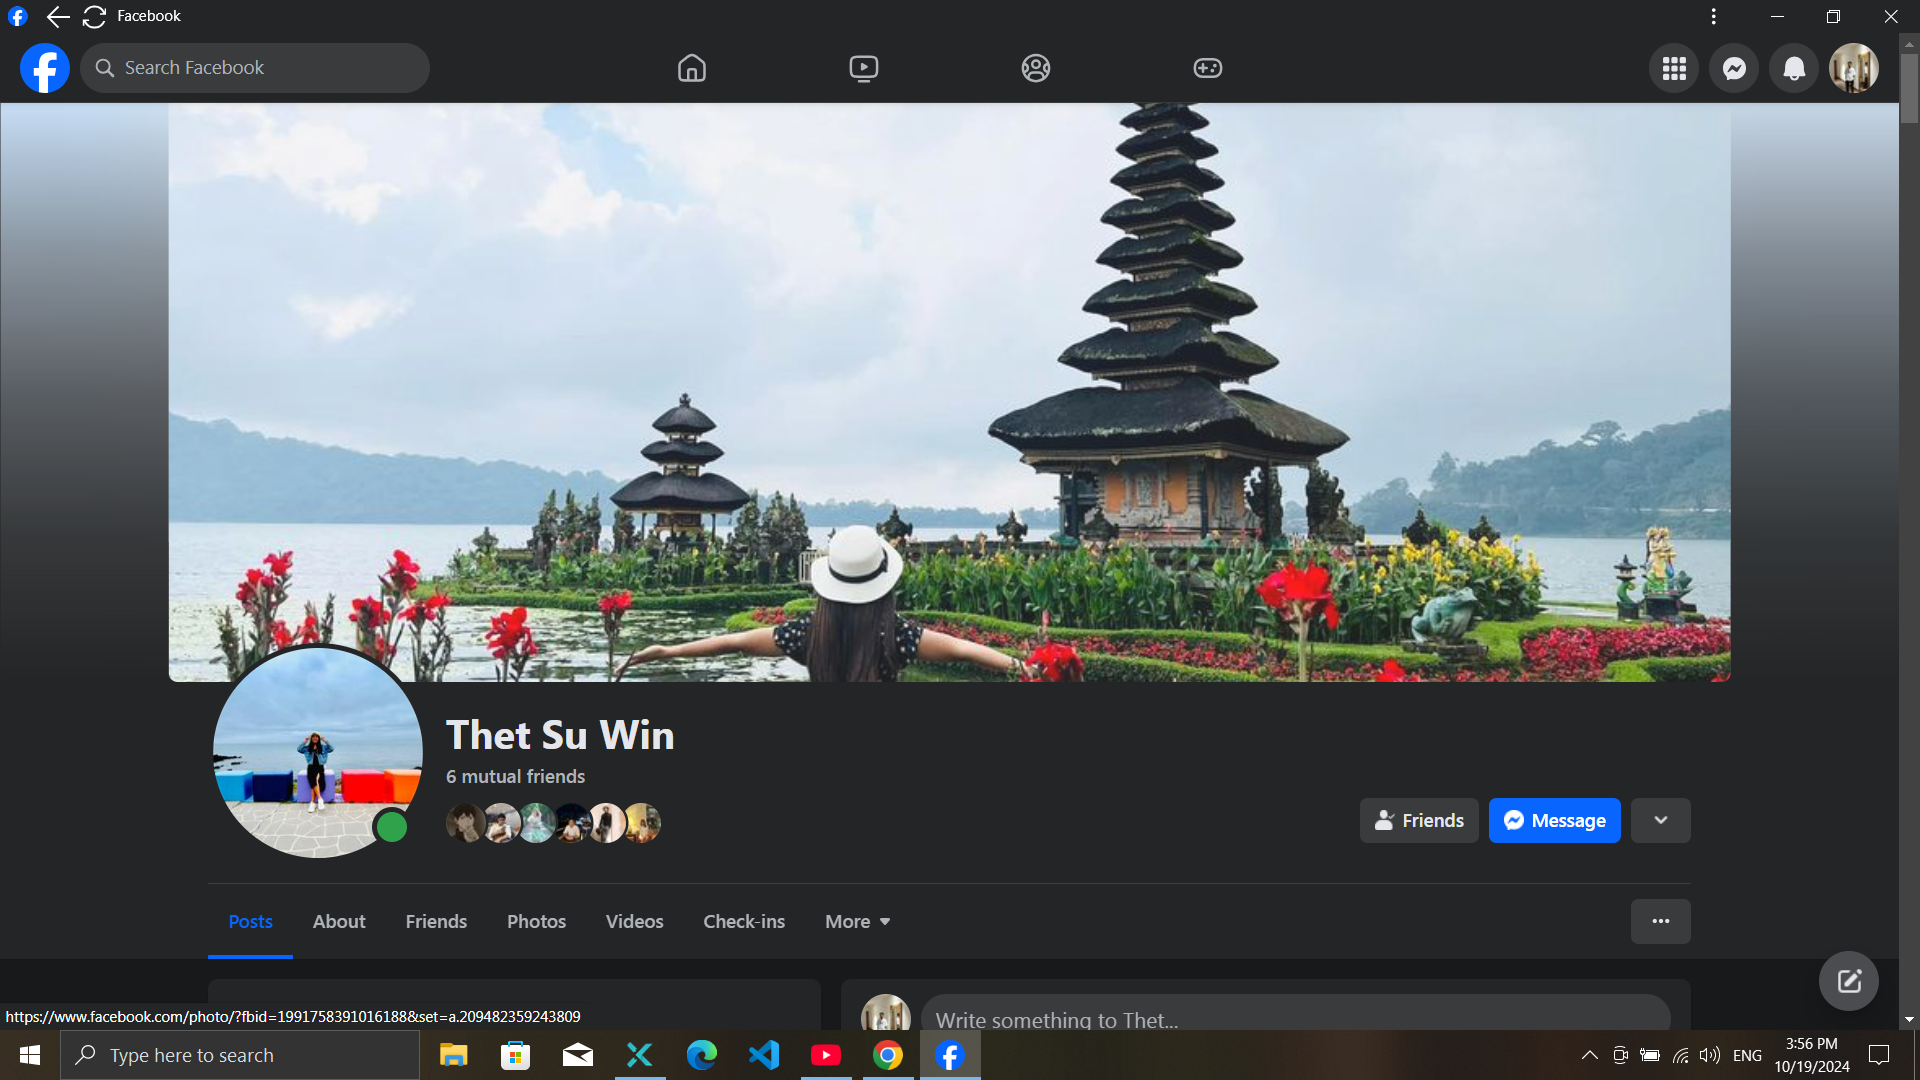 Facebook
Search Facebook
Thet Su Win
6 mutual friends
Friends
Message
Posts
About
Friends
Photos
Videos
Check-ins
More
Write something to Thet...
https://www.facebook.com/photo/?fbid=1991758391016188&set=a.209482359243809
Type here to search
ENG
3:56 PM
10/19/2024